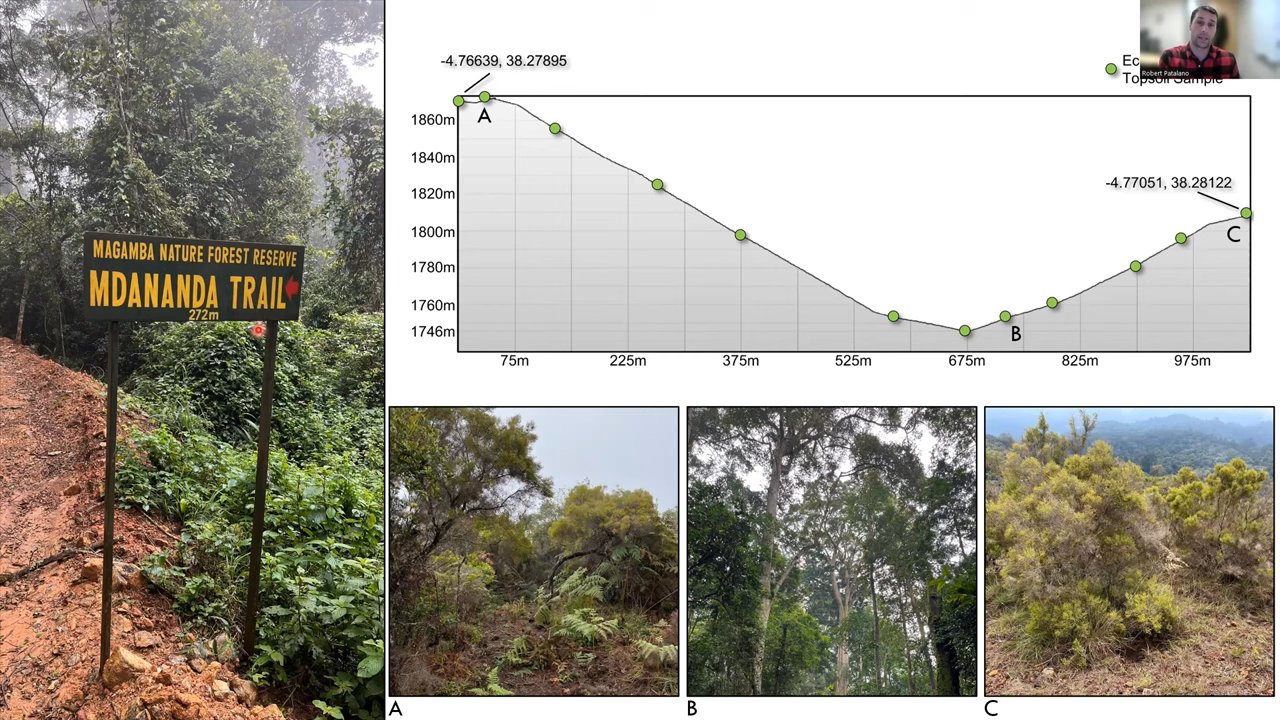 MAGAMBA NATURE FOREST RESERVE
MDANANDA TRAIL
272m
-4.76639, 38.27895
Robert Patalano
Ec
Topsoil Sample
A
-4.77051, 38.28122
C
B
1860m
1840m
1820m
1800m
1780m
1760m
1746m
75m 225m 375m 525m 675m 825m 975m
A B C